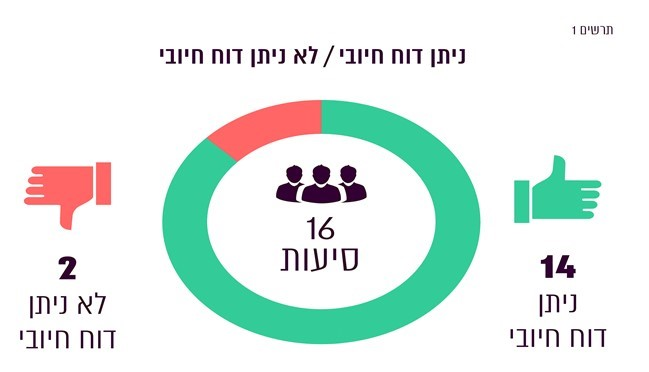 תרשים 1
ניתן דוח חיובי / לא ניתן דוח חיובי
16
סיעות
14
ניתן
דוח חיובי
2
לא ניתן
דוח חיובי